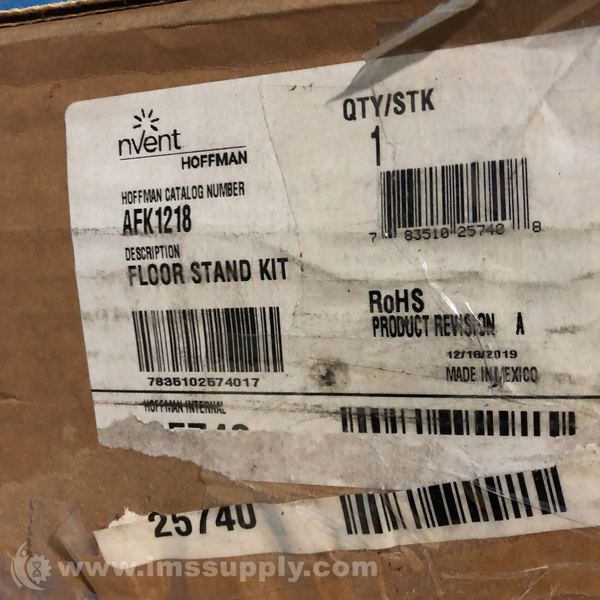 nVent
HOFFMAN
QTY/STK
1
HOFFMAN CATALOG NUMBER
AFK1218
7 83510 25740 8
DESCRIPTION
FLOOR STAND KIT
RoHS
PRODUCT REVISION A
12/18/2019
MADE IN MEXICO
7835102574017
HOFFMAN INTERNAL
25740
www.imssupply.com